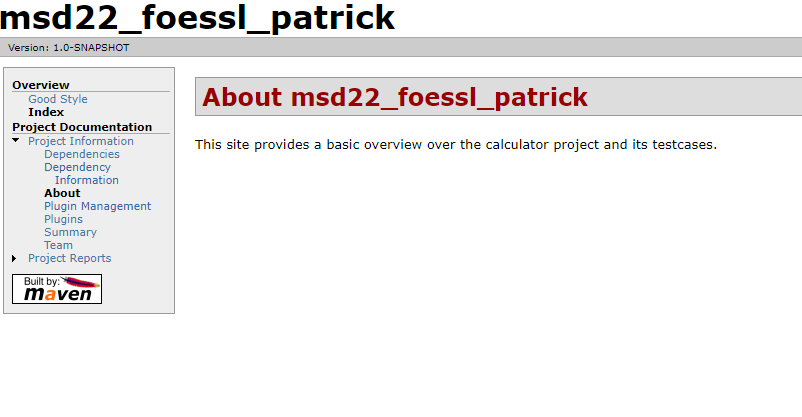 msd22_foessl_patrick
Version: 1.0-SNAPSHOT
Overview
Good Style
Index
Project Documentation
Project Information
Dependencies
Dependency
Information
About
Plugin Management
Plugins
Summary
Team
Project Reports
Built by:
maven
About msd22_foessl_patrick
This site provides a basic overview over the calculator project and its testcases.